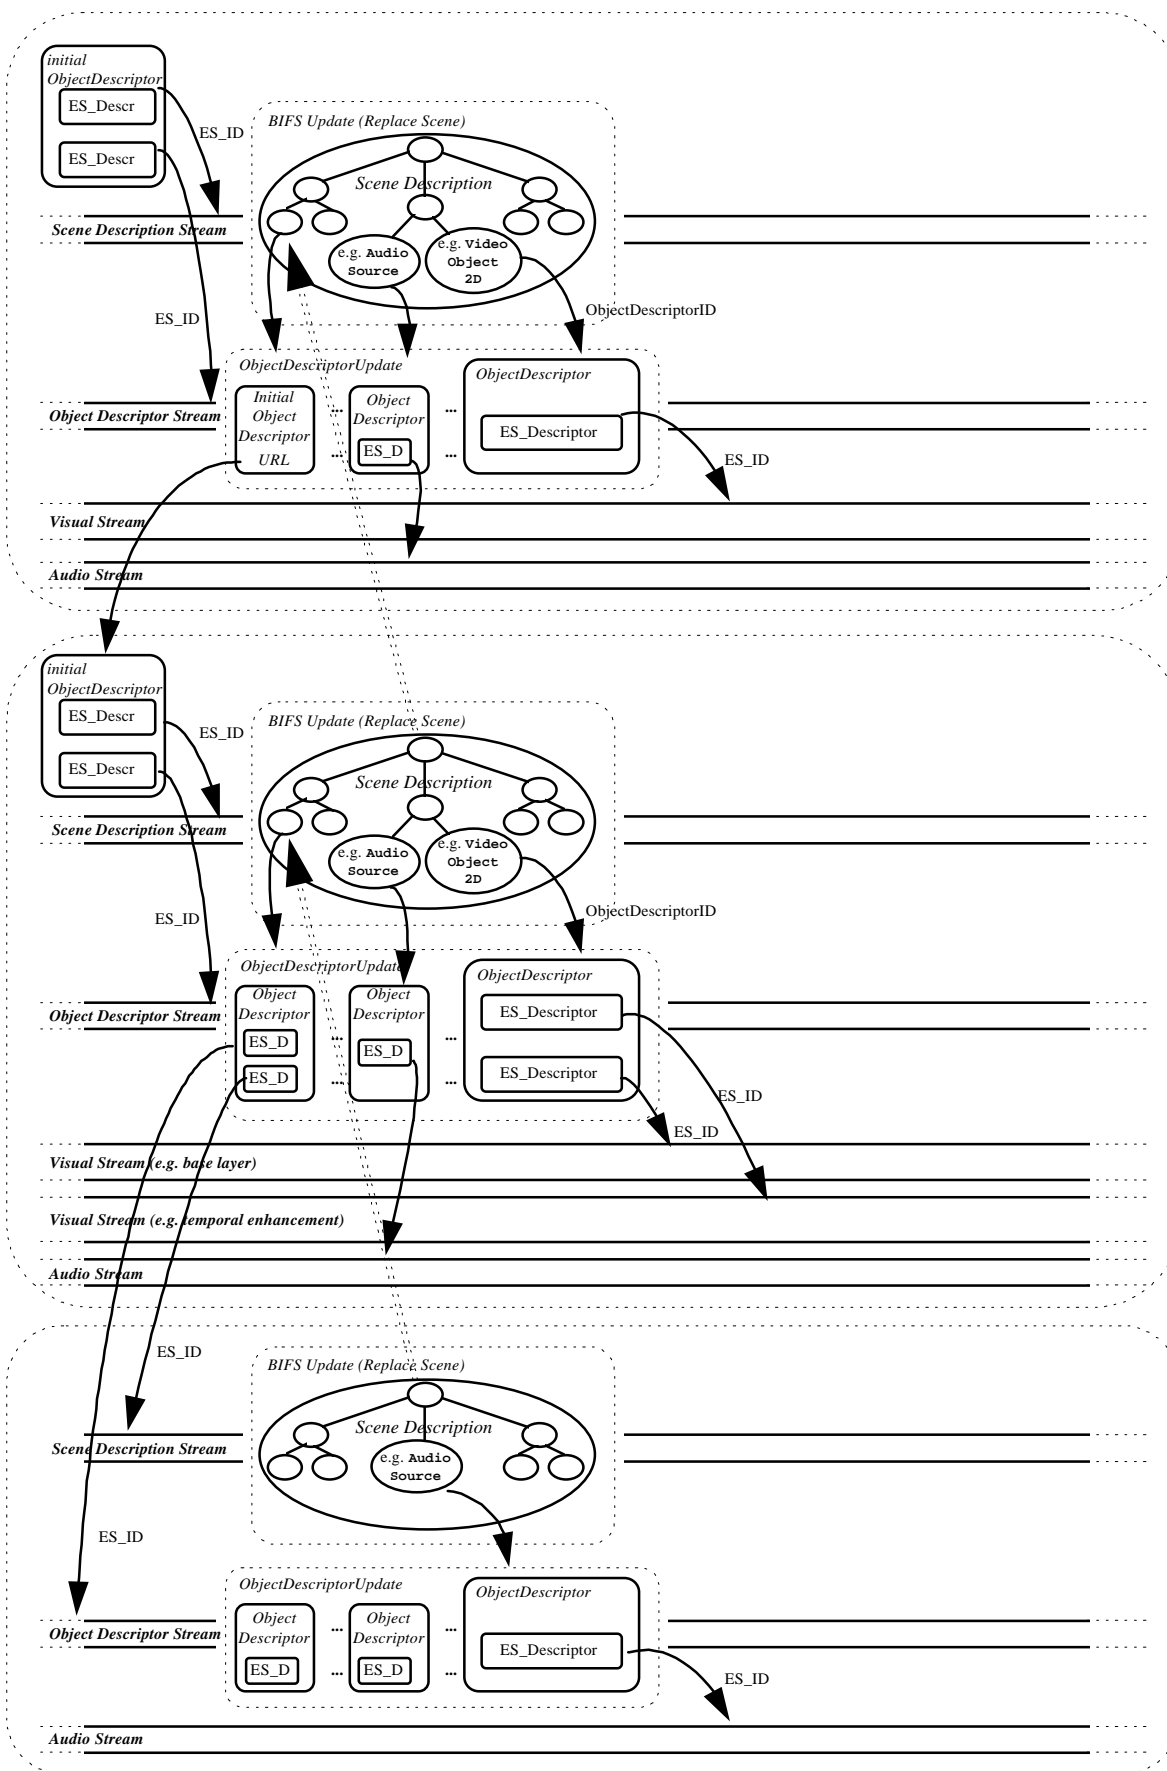 initial
ObjectDescriptor
ES_Descr
ES_Descr
ES_ID
BIFS Update (Replace Scene)
Scene Description
e.g. Audio
Source
e.g. Video
Object
2D
Scene Description Stream
ES_ID
ObjectDescriptorID
ObjectDescriptorUpdate
Initial
Object
Descriptor
URL
...
...
Object
Descriptor
ES_D
...
...
ObjectDescriptor
ES_Descriptor
ES_ID
Object Descriptor Stream
Visual Stream
Audio Stream
initial
ObjectDescriptor
ES_Descr
ES_Descr
ES_ID
BIFS Update (Replace Scene)
Scene Description
e.g. Audio
Source
e.g. Video
Object
2D
Scene Description Stream
ES_ID
ObjectDescriptorID
ObjectDescriptorUpdate
Object
Descriptor
ES_D
ES_D
...
...
Object
Descriptor
ES_D
...
...
ObjectDescriptor
ES_Descriptor
ES_Descriptor
Object Descriptor Stream
ES_ID
ES_ID
Visual Stream (e.g. base layer)
Visual Stream (e.g. temporal enhancement)
Audio Stream
ES_ID
BIFS Update (Replace Scene)
Scene Description
e.g. Audio
Source
Scene Description Stream
ES_ID
ObjectDescriptorUpdate
Object
Descriptor
ES_D
...
...
Object
Descriptor
ES_D
...
...
ObjectDescriptor
ES_Descriptor
ES_ID
Object Descriptor Stream
Audio Stream